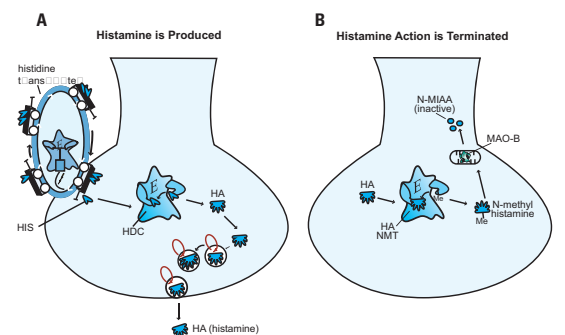 A
B
Histamine is Produced
Histamine Action is Terminated
histidine
HIS
E
HDC
HA
HA (histamine)
N-MIAA
(inactive)
MAO-B
HA
E
Me
HA
NMT
N-methyl
histamine
Me